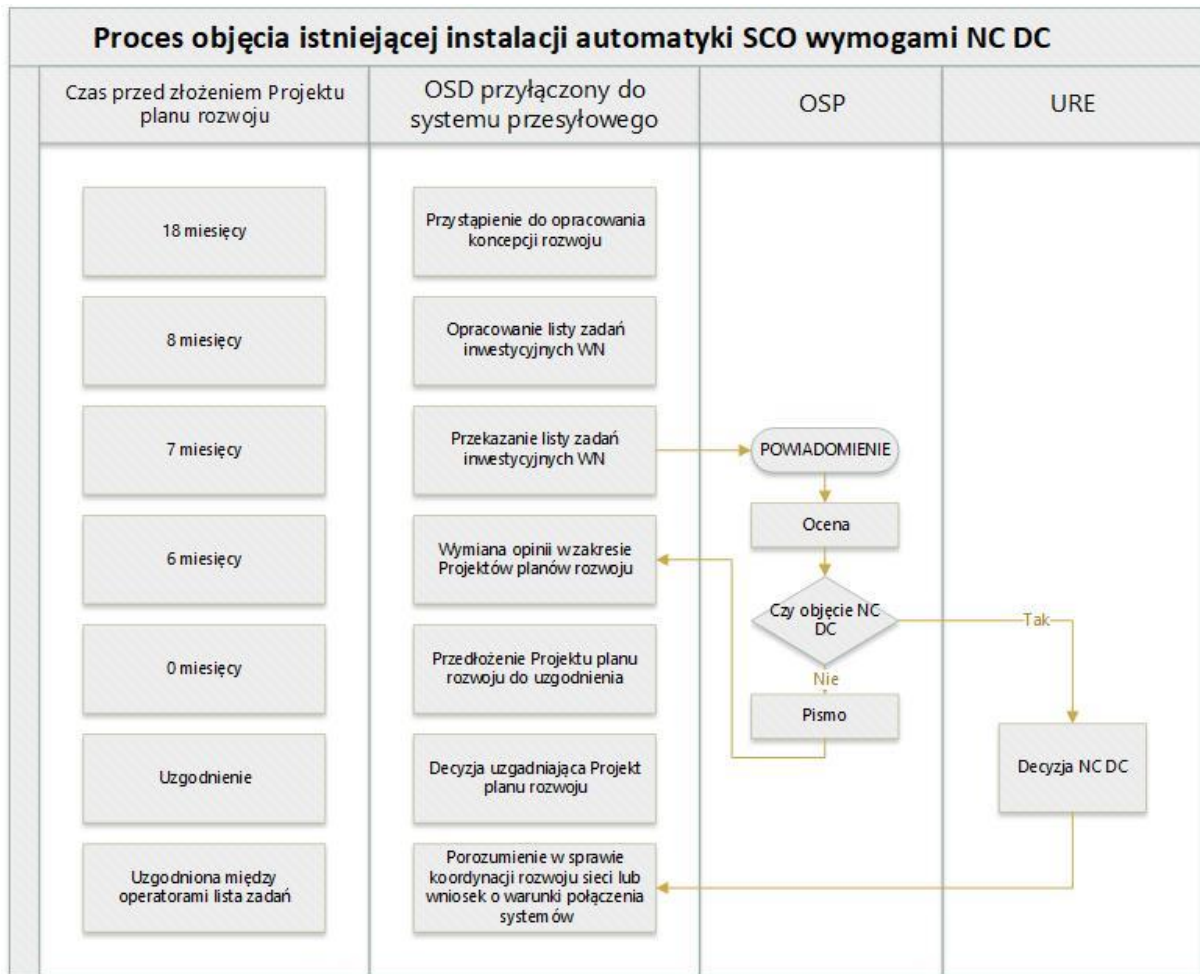 Proces objęcia istniejącej instalacji automatyki SCO wymogami NC DC
Czas przed złożeniem Projektu
planu rozwoju
OSD przyłączony do
systemu przesyłowego
OSP
URE
18 miesięcy
Przystąpienie do opracowania
koncepcji rozwoju
8 miesięcy
Opracowanie listy zadań
inwestycyjnych WN
7 miesięcy
Przekazanie listy zadań
inwestycyjnych WN
POWIADOMIENIE
Ocena
6 miesięcy
Wymiana opinii w zakresie
Projektów planów rozwoju
Czy objęcie NC
DC
Tak
Nie
0 miesięcy
Przedłożenie Projektu planu
rozwoju do uzgodnienia
Pismo
Uzgodnienie
Decyzja uzgadniająca Projekt
planu rozwoju
Decyzja NC DC
Uzgodniona między
operatorami lista zadań
Porozumienie w sprawie
koordynacji rozwoju sieci lub
wniosek o warunki połączenia
systemów